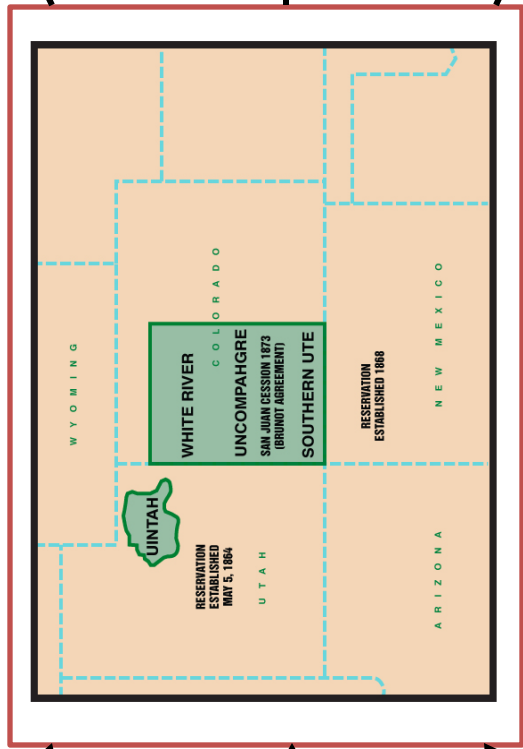 WYOMING
COLORADO
WHITE RIVER
UNCOMPAHGRE
SAN JUAN CESSION 1873
(BRUNOT AGREEMENT)
SOUTHERN UTE
UINTAH
RESERVATION
ESTABLISHED
MAY 5, 1864
UTAH
RESERVATION
ESTABLISHED 1868
ARIZONA
NEW MEXICO